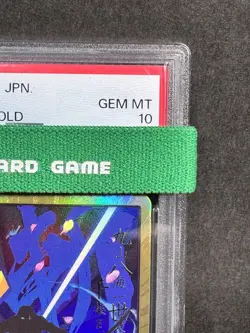 JPN.
GEM MT
OLD 10
ARD GAME